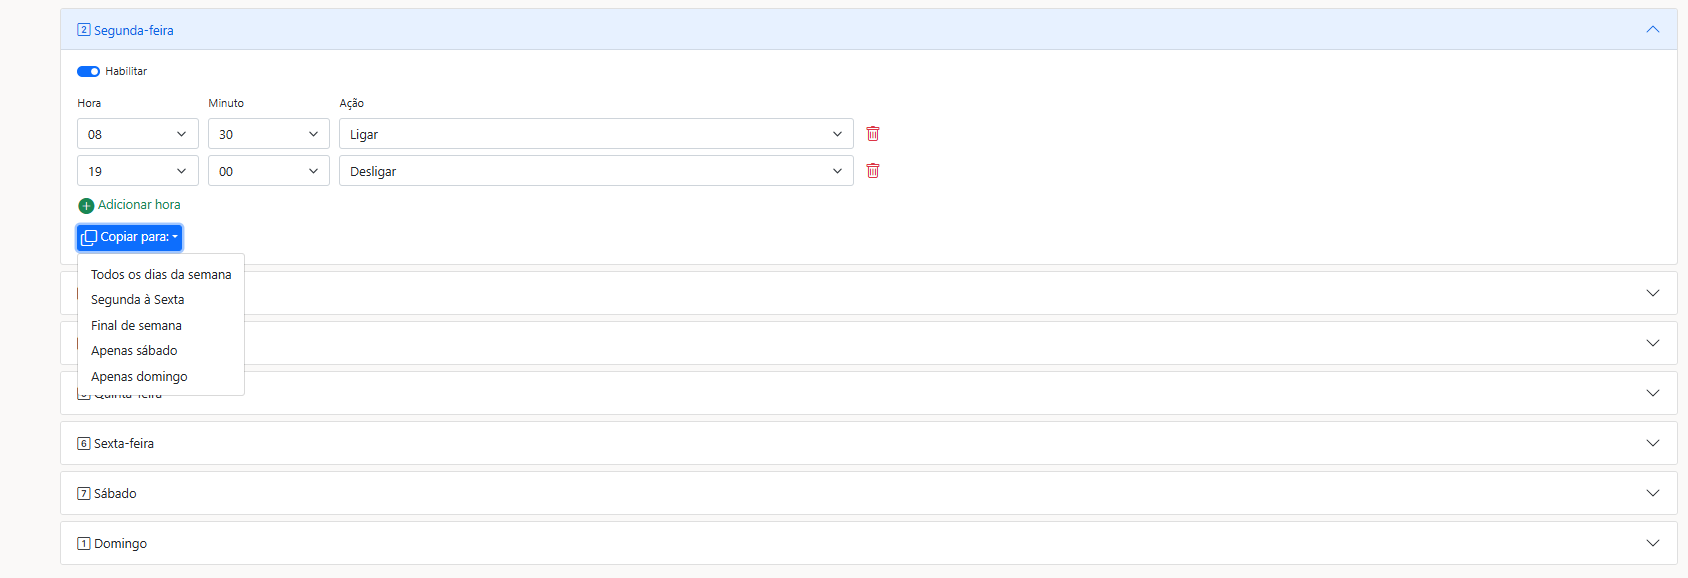 2 Segunda-feira
Habilitar
Hora Minuto Ação
08 30 Ligar
19 00 Desligar
Adicionar hora
Copiar para:
Todos os dias da semana
Segunda à Sexta
Final de semana
Apenas sábado
Apenas domingo
Quinta-feira
6 Sexta-feira
7 Sábado
1 Domingo